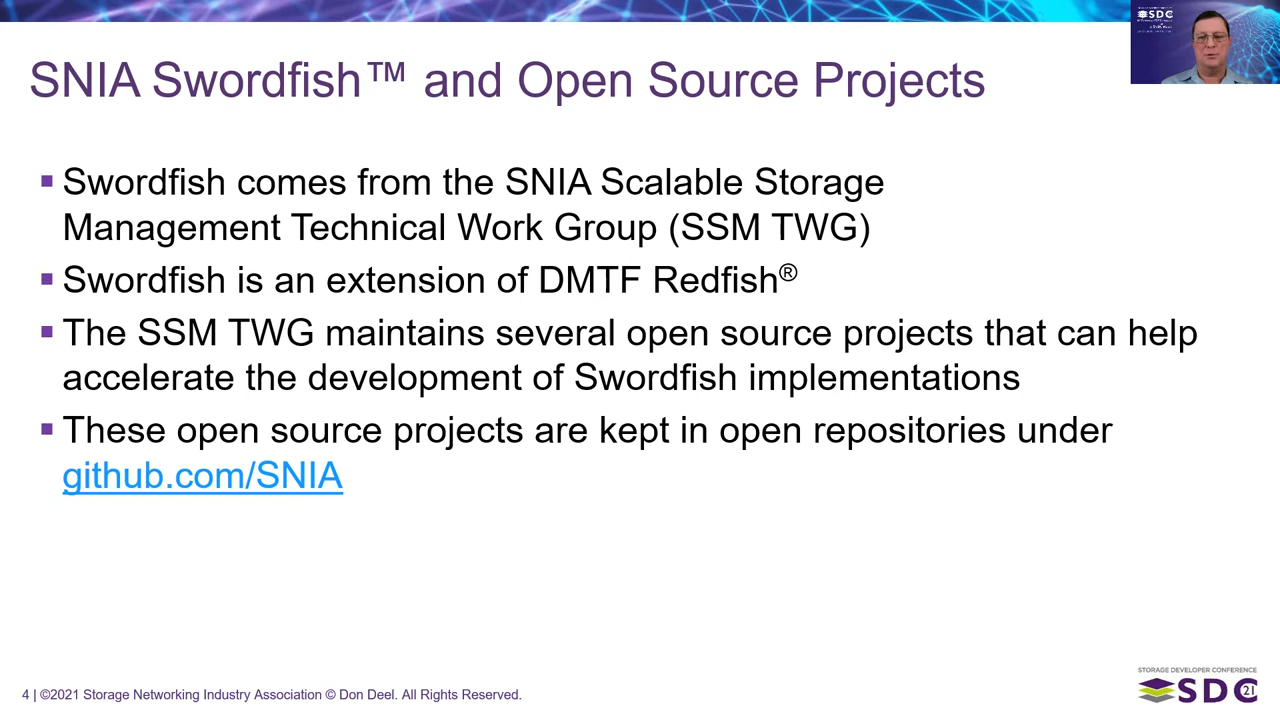 SDC
SNIA Swordfish™ and Open Source Projects
▪ Swordfish comes from the SNIA Scalable Storage
Management Technical Work Group (SSM TWG)
▪ Swordfish is an extension of DMTF Redfish®
▪ The SSM TWG maintains several open source projects that can help
accelerate the development of Swordfish implementations
▪ These open source projects are kept in open repositories under
github.com/SNIA
4 | ©2021 Storage Networking Industry Association © Don Deel. All Rights Reserved.
STORAGE DEVELOPER CONFERENCE
SDC 21